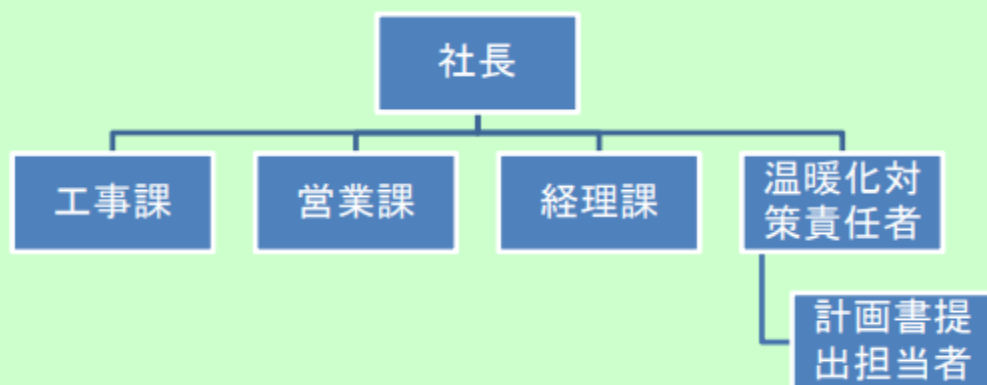 社長
工事課
営業課
経理課
温暖化対
策責任者
計画書提
出担当者